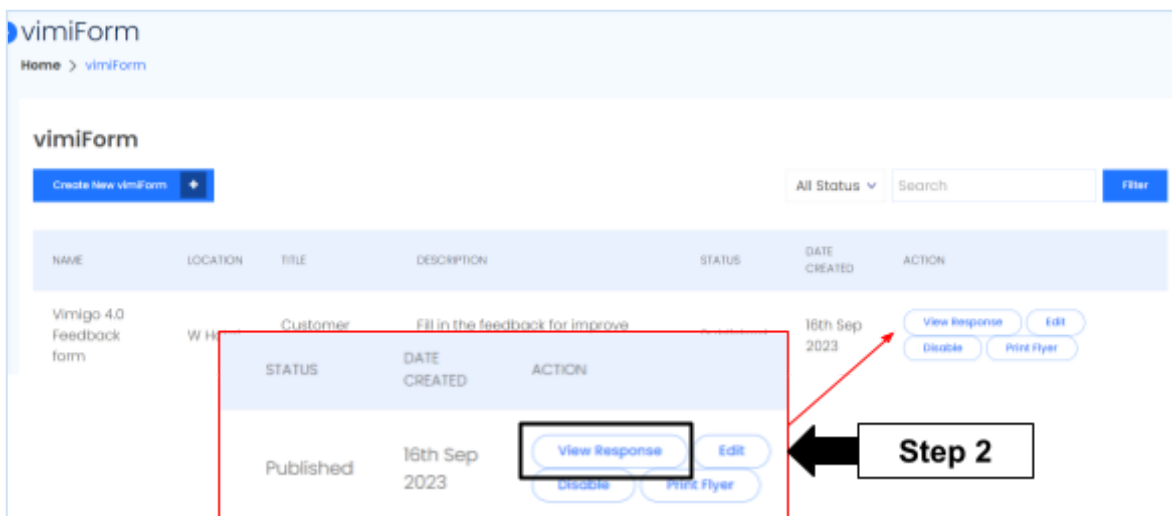 vimiForm
Home > vimiForm
vimiForm
Create New vimiForm +
All Status
Search
Filter
NAME LOCATION TITLE DESCRIPTION STATUS DATE CREATED ACTION
Vimigo 4.0 Feedback form
W
Customer
Fill in the feedback for improve
16th Sep 2023
View Response Edit
Disable Print Flyer
STATUS DATE CREATED ACTION
Published
16th Sep 2023
View Response Edit
Disable Print Flyer
Step 2